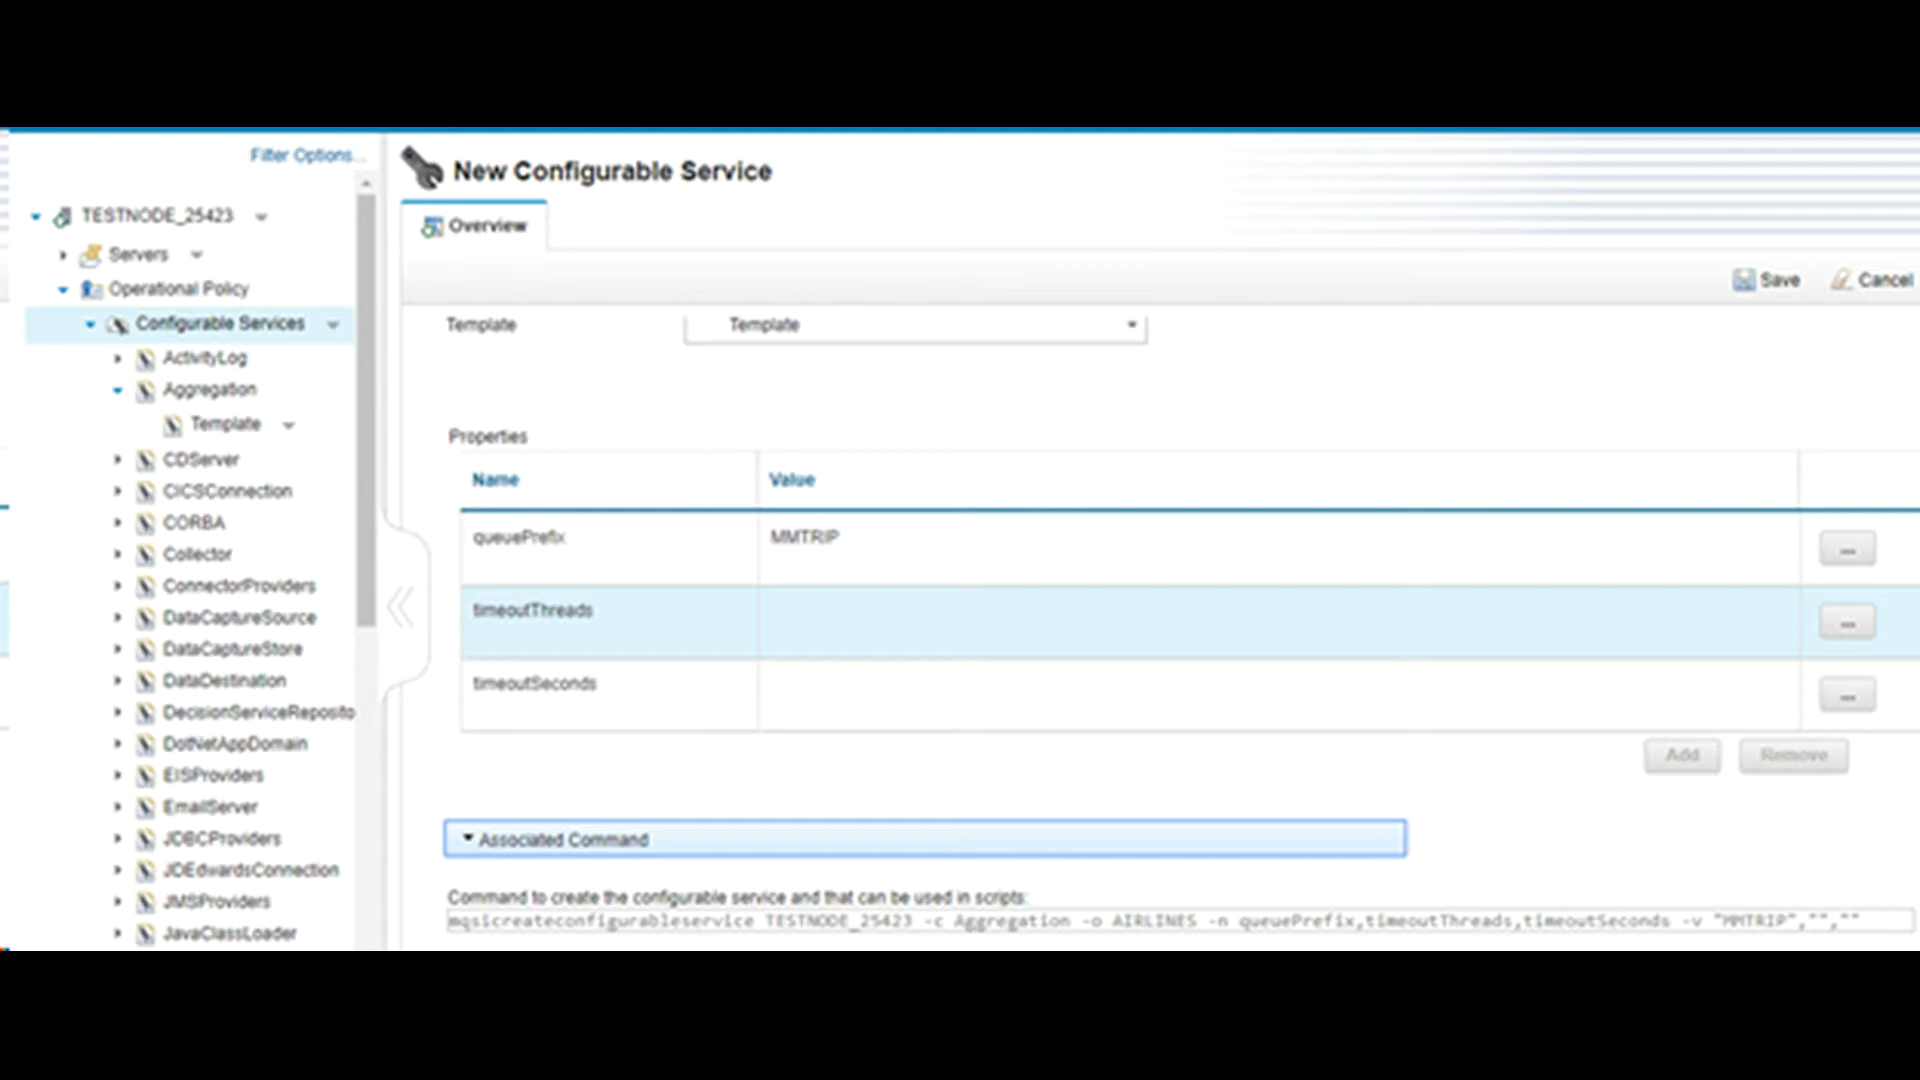 Filter Options...
TESTNODE_25423
Servers
Operational Policy
Configurable Services
ActivityLog
Aggregation
Template
CDServer
CICSConnection
CORBA
Collector
ConnectorProviders
DataCaptureSource
DataCaptureStore
DataDestination
DecisionServiceReposito
DotNetAppDomain
EISProviders
EmailServer
JDBCProviders
JDEdwardsConnection
JMSProviders
JavaClassLoader
New Configurable Service
Overview
Save Cancel
Template Template
Properties
Name Value
queuePrefix MMTRIP ...
timeoutThreads ...
timeoutSeconds ...
Add Remove
Associated Command
Command to create the configurable service and that can be used in scripts:
mqsicreateconfigurableservice TESTNODE_25423 -c Aggregation -o AIRLINES -n queuePrefix,timeoutThreads,timeoutSeconds -v "MMTRIP","",""